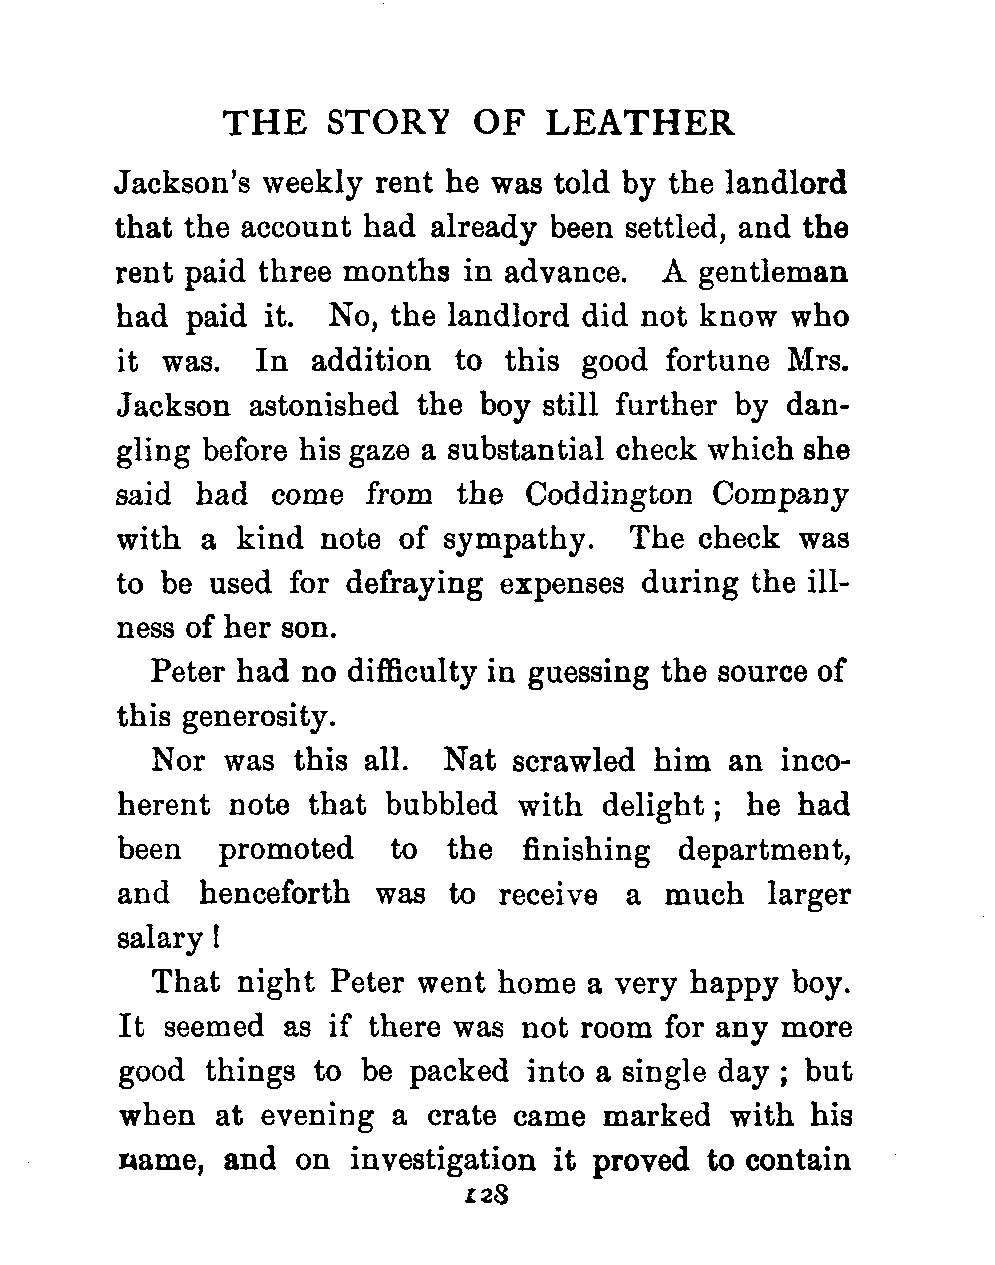 THE STORY OF LEATHER
Jackson's weekly rent he was told by the landlord
that the account had already been settled, and the
rent paid three months in advance. A gentleman
had paid it. No, the landlord did not know who
it was. In addition to this good fortune Mrs.
Jackson astonished the boy still further by dan-
gling before his gaze a substantial check which she
said had come from the Coddington Company
with a kind note of sympathy. The check was
to be used for defraying expenses during the ill-
ness of her son.
Peter had no difficulty in guessing the source of
this generosity.
Nor was this all. Nat scrawled him an inco-
herent note that bubbled with delight; he had
been promoted to the finishing department,
and henceforth was to receive a much larger
salary!
That night Peter went home a very happy boy.
It seemed as if there was not room for any more
good things to be packed into a single day; but
when at evening a crate came marked with his
name, and on investigation it proved to contain
128